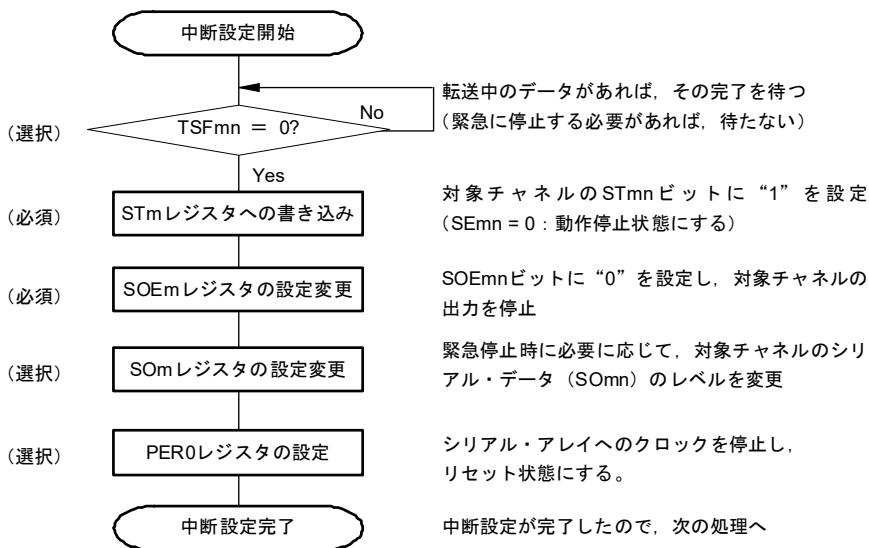 中断設定開始
転送中のデータがあれば，その完了を待つ
（緊急に停止する必要があれば，待たない）
（選択）
TSFmn ＝ 0?
No
Yes
（必須）
STmレジスタへの書き込み
対象チャネルのSTmnビットに“1”を設定
（SEmn = 0：動作停止状態にする）
（必須）
SOEmレジスタの設定変更
SOEmnビットに“0”を設定し，対象チャネルの
出力を停止
（選択）
SOmレジスタの設定変更
緊急停止時に必要に応じて，対象チャネルのシリ
アル・データ（SOmn）のレベルを変更
（選択）
PER0レジスタの設定
シリアル・アレイへのクロックを停止し，
リセット状態にする。
中断設定完了
中断設定が完了したので，次の処理へ